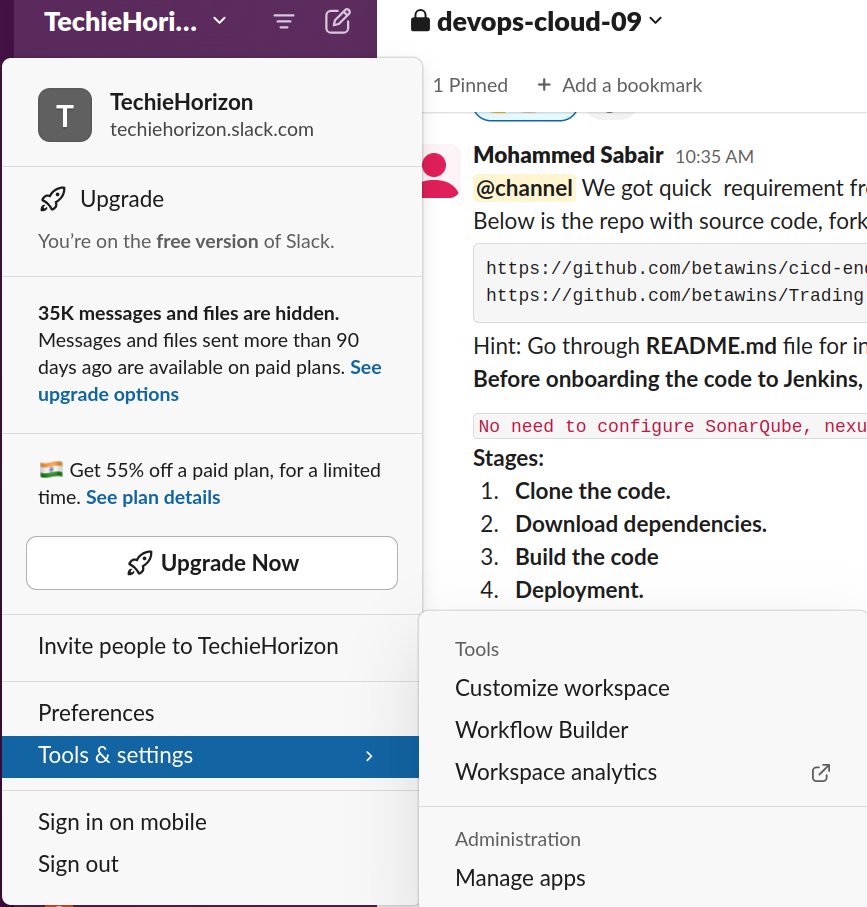 TechieHori...
devops-cloud-09
T
TechieHorizon
techiehorizon.slack.com
Upgrade
You're on the free version of Slack.
35K messages and files are hidden.
Messages and files sent more than 90
days ago are available on paid plans. See
upgrade options
Get 55% off a paid plan, for a limited
time. See plan details
Upgrade Now
Invite people to TechieHorizon
Preferences
Tools & settings
Sign in on mobile
Sign out
1 Pinned + Add a bookmark
Mohammed Sabair 10:35 AM
@channel We got quick requirement
Below is the repo with source code, fork
https://github.com/betawins/cicd-en
https://github.com/betawins/Trading
Hint: Go through README.md file for in
Before onboarding the code to Jenkins,
No need to configure SonarQube, nexu
Stages:
1. Clone the code.
2. Download dependencies.
3. Build the code
4. Deployment.
Tools
Customize workspace
Workflow Builder
Workspace analytics
Administration
Manage apps